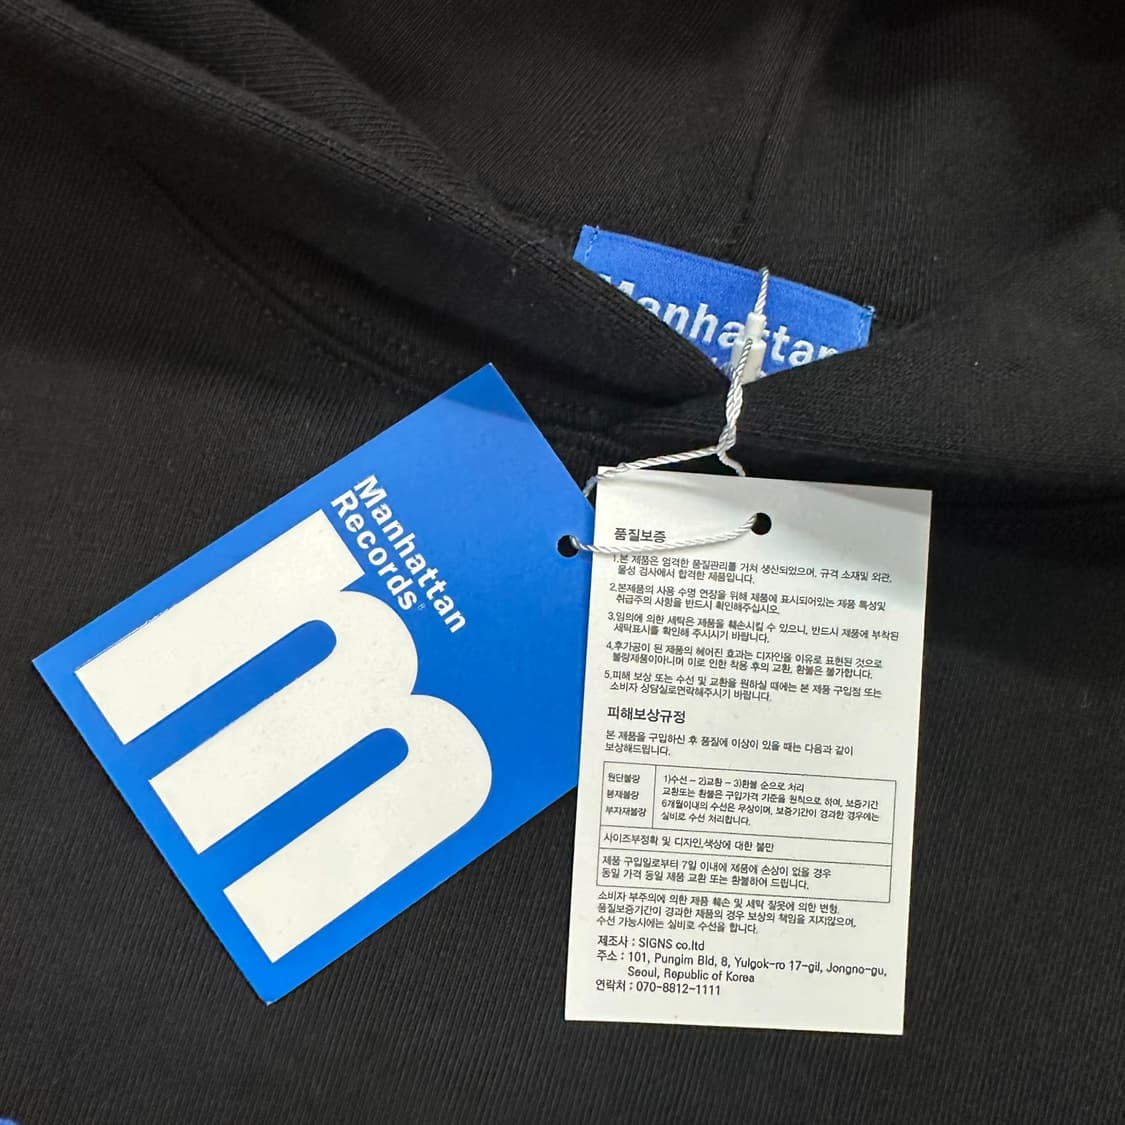 Manhattan
Manhattan
Records®
m
품질보증
1.본 제품은 엄격한 품질관리를 거쳐 생신되었으며, 규격 소재및 외관,
물성 검사에서 합격한 제품입니다.
2.본제품의 사용 수명 연장을 위해 제품에 표시되어있는 제품 특성및
취급주의 사항을 반드시 확인해주십시오.
3.임의에 의한 세탁은 제품을 훼손시킬 수 있으니, 반드시 제품에 부착된
세탁표시를 확인해 주시시기 바랍니다.
4.후가공이 된 제품의 헤어진 효과는 디자인을 이유로 표현된 것으로
불량제품이아니며 이로 인한 착용 후의 교환, 환불은 불가합니다.
5.피해 보상 또는 수선 및 교환을 원하실 때에는 본 제품 구입점 또는
소비자 상담실로연락해주시기 바랍니다.
피해보상규정
본 제품을 구입하신 후 품질에 이상이 있을 때는 다음과 같이
보상해드립니다.
원단불량
봉재불량
부자재불량
1)수선 - 2)교환 - 3)환불 순으로 처리
교환또는 환불은 구입가격 기준을 원칙으로 하며, 보증기간
6개월이내의 수선은 무상이며, 보증기간이 경과한 경우에는
실비로 수선 처리합니다.
사이즈부정확 및 디자인,색상에 대한 불만
제품 구입일로부터 7일 이내에 제품에 손상이 없을 경우
동일 가격 동일 제품 교환 또는 환불하여 드립니다.
소비자 부주의에 의한 제품 훼손 및 세탁 잘못에 의한 변형,
품질보증기간이 경과한 제품의 경우 보상의 책임을 지지않으며,
수선 가능시에는 실비로 수선을 합니다.
제조사 : SIGNS co.ltd
주소 : 101, Pungim Bld, 8, Yulgok-ro 17-gil, Jongno-gu,
Seoul, Republic of Korea
연락처 : 070-8812-1111